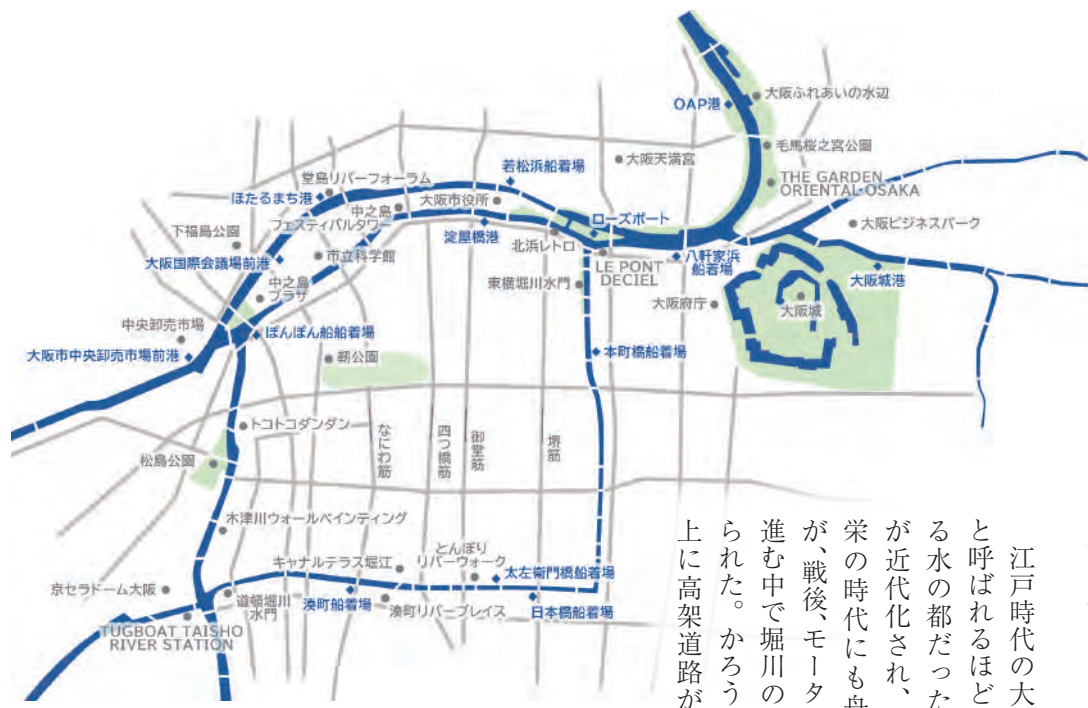 大阪ふれあいの水辺
OAP港
毛馬桜之宮公園
大阪天満宮
若松浜船着場
THE GARDEN
ORIENTAL OSAKA
堂島リバーフォーラム
ほたるまち港
大阪市役所
中之島
フェスティバルタワー
ローズポート
大阪ビジネスパーク
淀屋橋港
下福島公園
北浜レトロ
市立科学館
大阪国際会議場前港
LE PONT
DECIEL
八軒家浜
船着場
大阪城港
東横堀川水門
中之島
プラザ
大阪府庁
大阪城
中央卸売市場
ぽんぽん船船着場
大阪市中央卸売市場前港
靭公園
本町橋船着場
トコトコダンダン
なにわ筋
四つ橋筋
御堂筋
堺筋
松島公園
木津川ウォールペインティング
キャナルテラス堀江
とんぼり
リバーウォーク
太左衛門橋船着場
京セラドーム大阪
道頓堀川
水門
湊町船着場
湊町リバープレイス
日本橋船着場
TUGBOAT TAISHO
RIVER STATION
江戸時代の大
と呼ばれるほど
る水の都だった
が近代化され、
栄の時代にも舟
が、戦後、モータ
進む中で堀川の
られた。かろう
上に高架道路が